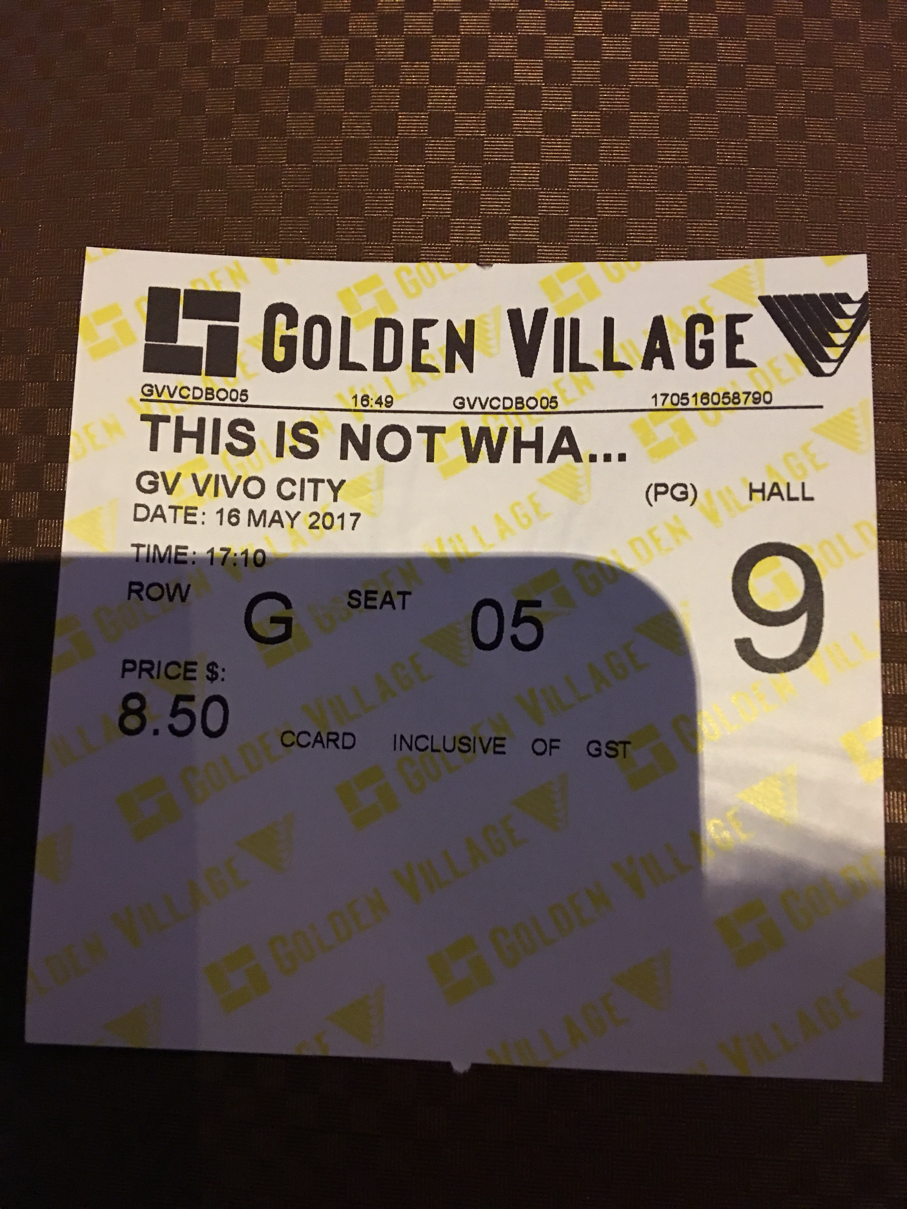 GOLDEN VILLAGE
GVVCDBO05 16:49 GVVCDBO05 170516058790
THIS IS NOT WHA...
GV VIVO CITY (PG) HALL
DATE: 16 MAY 2017
TIME: 17:10
ROW G SEAT 05 9
PRICE $:
8.50
CCARD INCLUSIVE OF GST